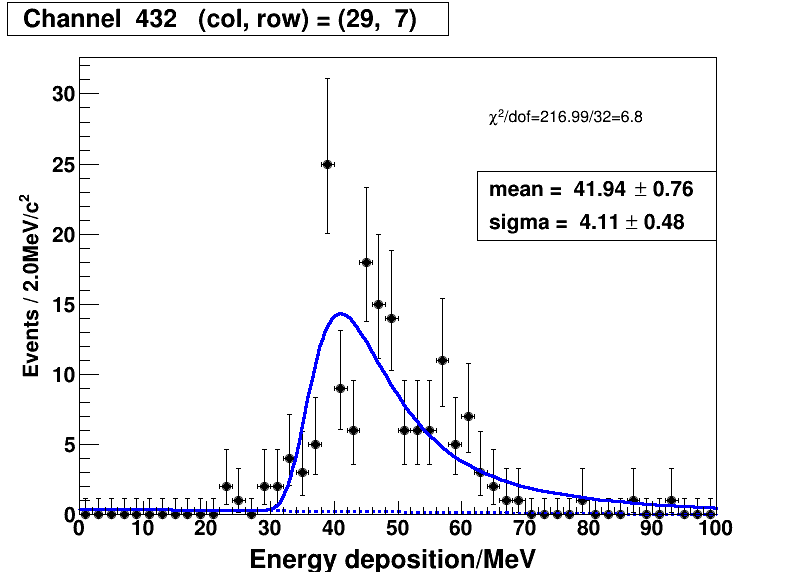 Channel 432 (col, row) = (29, 7)
χ²/dof=216.99/32=6.8
mean = 41.94 ± 0.76
sigma = 4.11 ± 0.48
Events / 2.0MeV/c²
30
25
20
15
10
5
0
0 10 20 30 40 50 60 70 80 90 100
Energy deposition/MeV